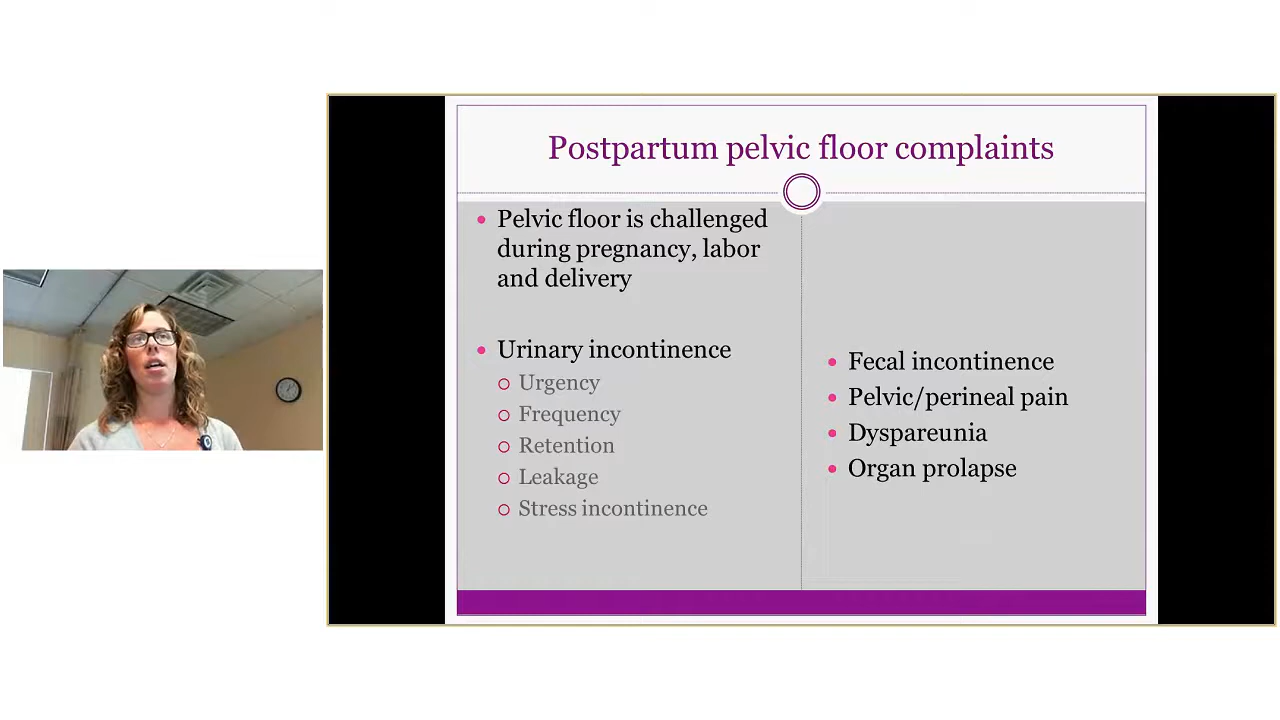 Postpartum pelvic floor complaints
Pelvic floor is challenged
during pregnancy, labor
and delivery
Urinary incontinence
Urgency
Frequency
Retention
Leakage
Stress incontinence
Fecal incontinence
Pelvic/perineal pain
Dyspareunia
Organ prolapse